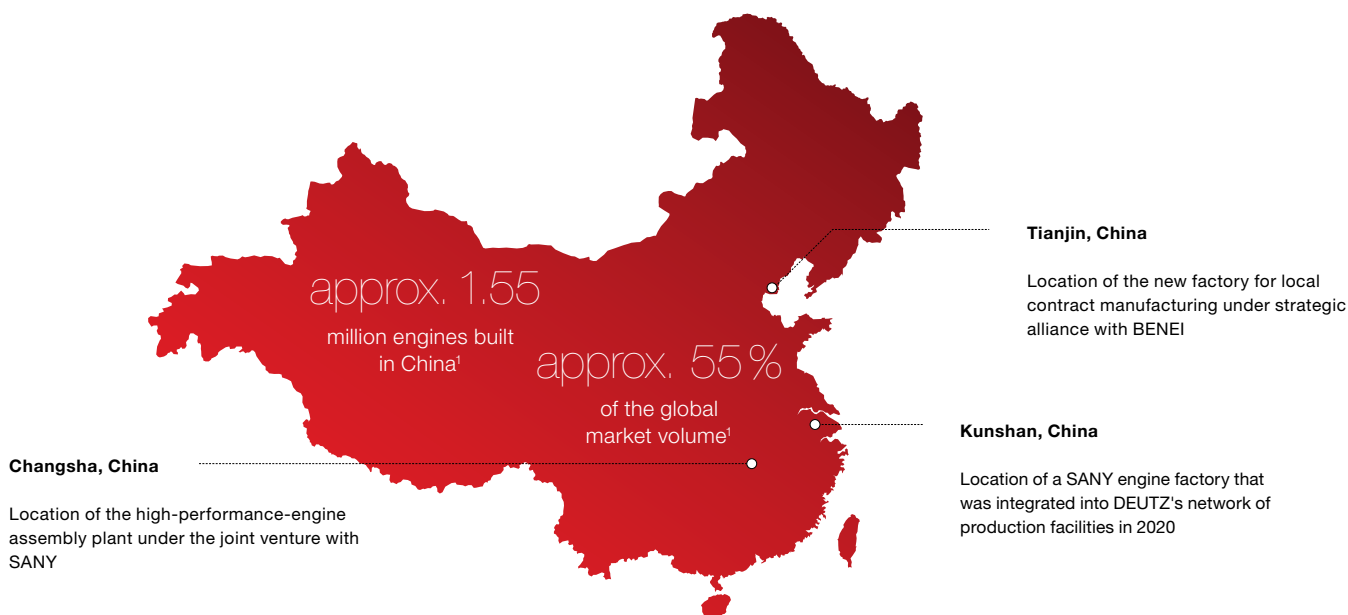 approx. 1.55
million engines built
in China¹
approx. 55%
of the global
market volume¹
Tianjin, China
Location of the new factory for local
contract manufacturing under strategic
alliance with BENEI
Kunshan, China
Location of a SANY engine factory that
was integrated into DEUTZ's network of
production facilities in 2020
Changsha, China
Location of the high-performance-engine
assembly plant under the joint venture with
SANY